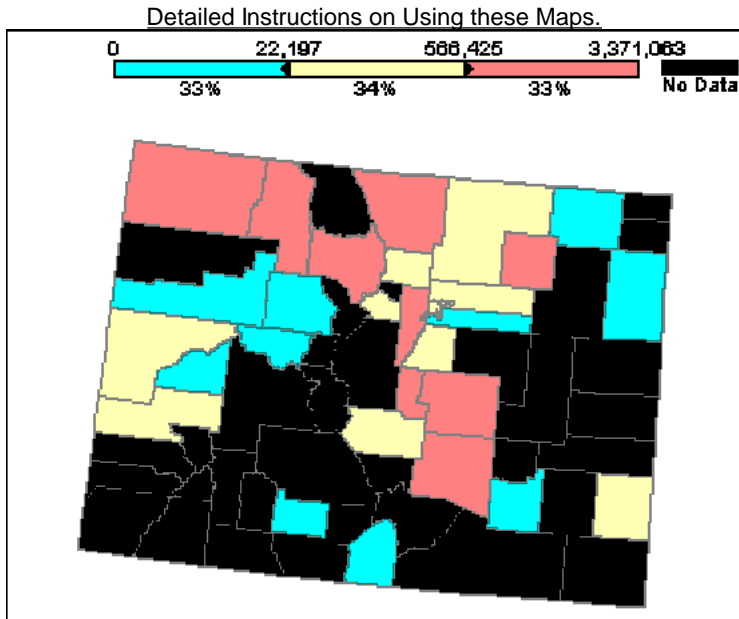 Detailed Instructions on Using these Maps.
0 22,197 566,425 3,371,063
33% 34% 33% No Data